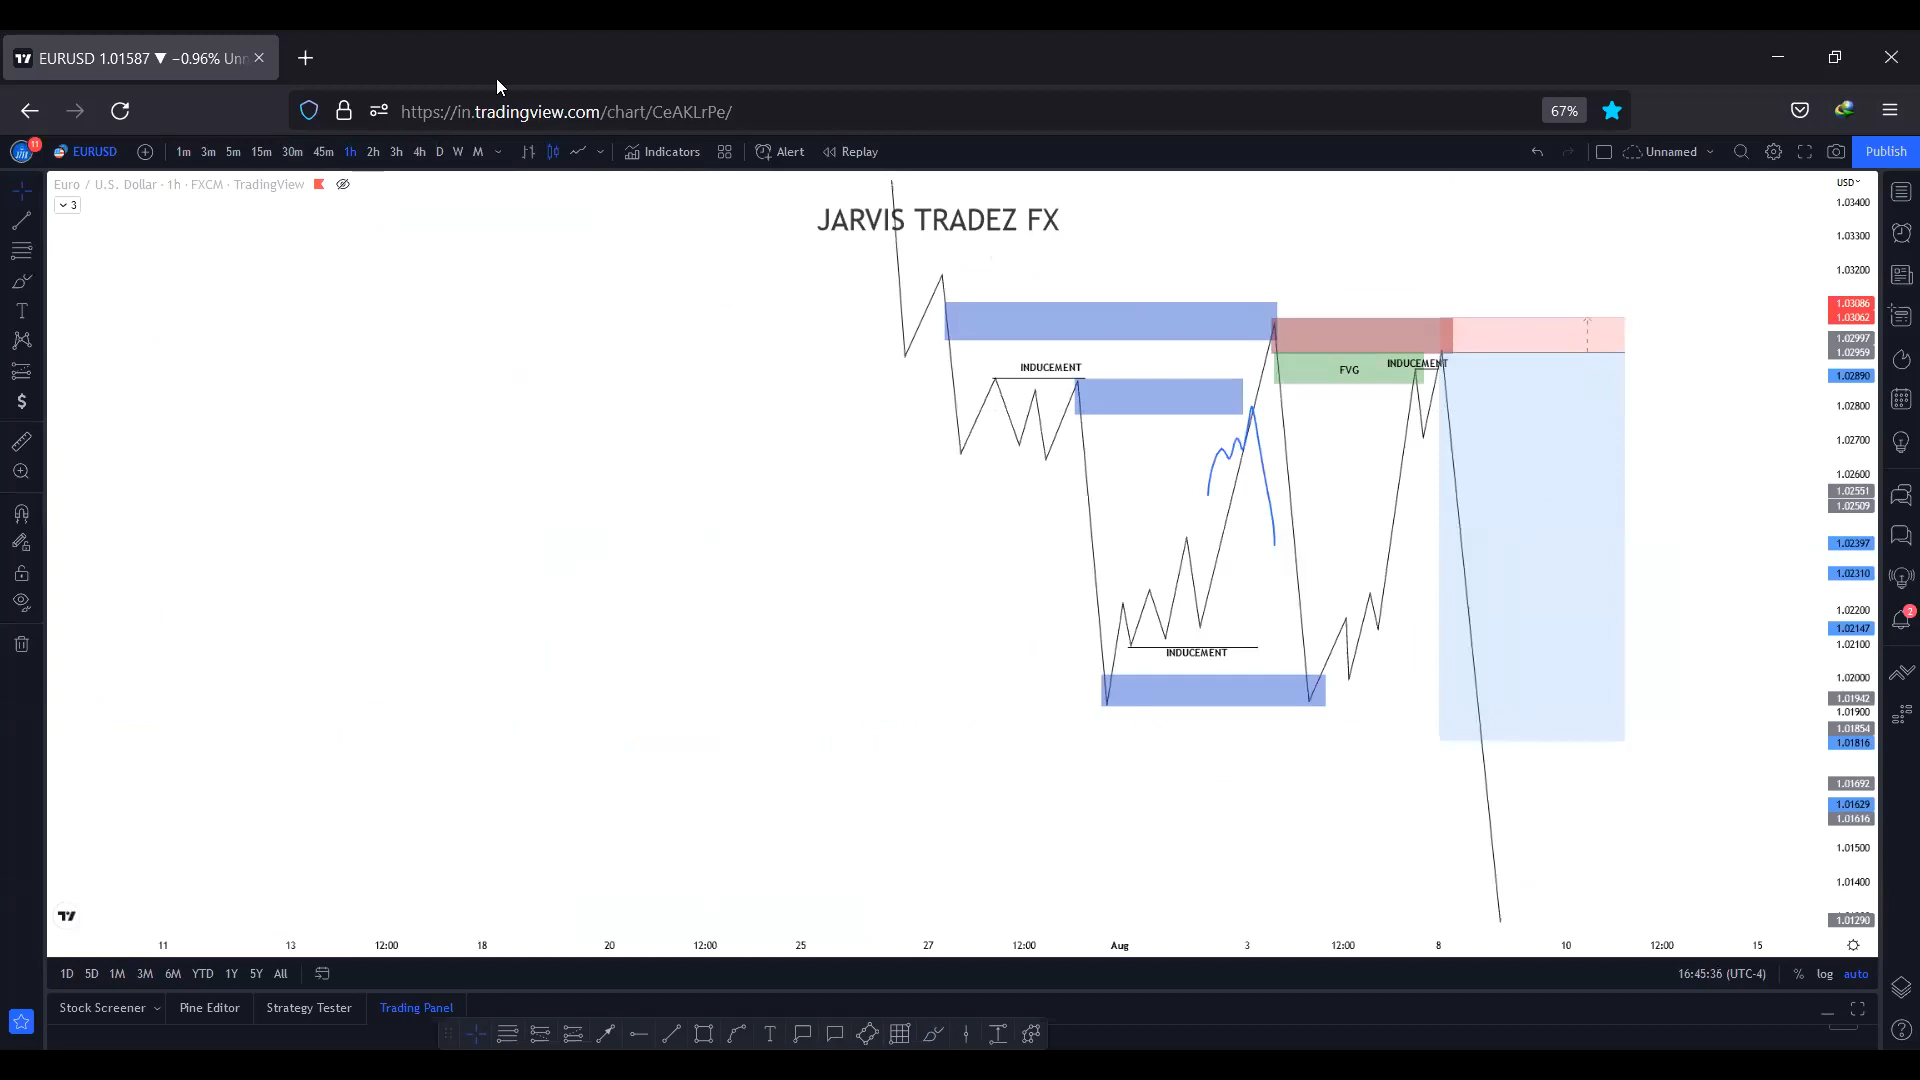 EURUSD 1.01587 ▼ −0.96% Unn
https://in.tradingview.com/chart/CeAKLrPe/
67%
11
EURUSD
1m 3m 5m 15m 30m 45m 1h 2h 3h 4h D W M
Indicators
Alert
Replay
Unnamed
Publish
Euro / U.S. Dollar · 1h · FXCM · TradingView
3
JARVIS TRADEZ FX
INDUCEMENT
FVG
INDUCEMENT
INDUCEMENT
USD
1.03400
1.03300
1.03200
1.03086
1.03062
1.02997
1.02959
1.02890
1.02800
1.02700
1.02600
1.02551
1.02509
1.02397
1.02310
1.02200
1.02147
1.02100
1.02000
1.01942
1.01900
1.01854
1.01816
1.01692
1.01629
1.01616
1.01500
1.01400
1.01290
2
11 13 12:00 18 20 12:00 25 27 12:00 Aug 3 12:00 8 10 12:00 15
1D 5D 1M 3M 6M YTD 1Y 5Y All
16:45:36 (UTC-4) % log auto
Stock Screener Pine Editor Strategy Tester Trading Panel